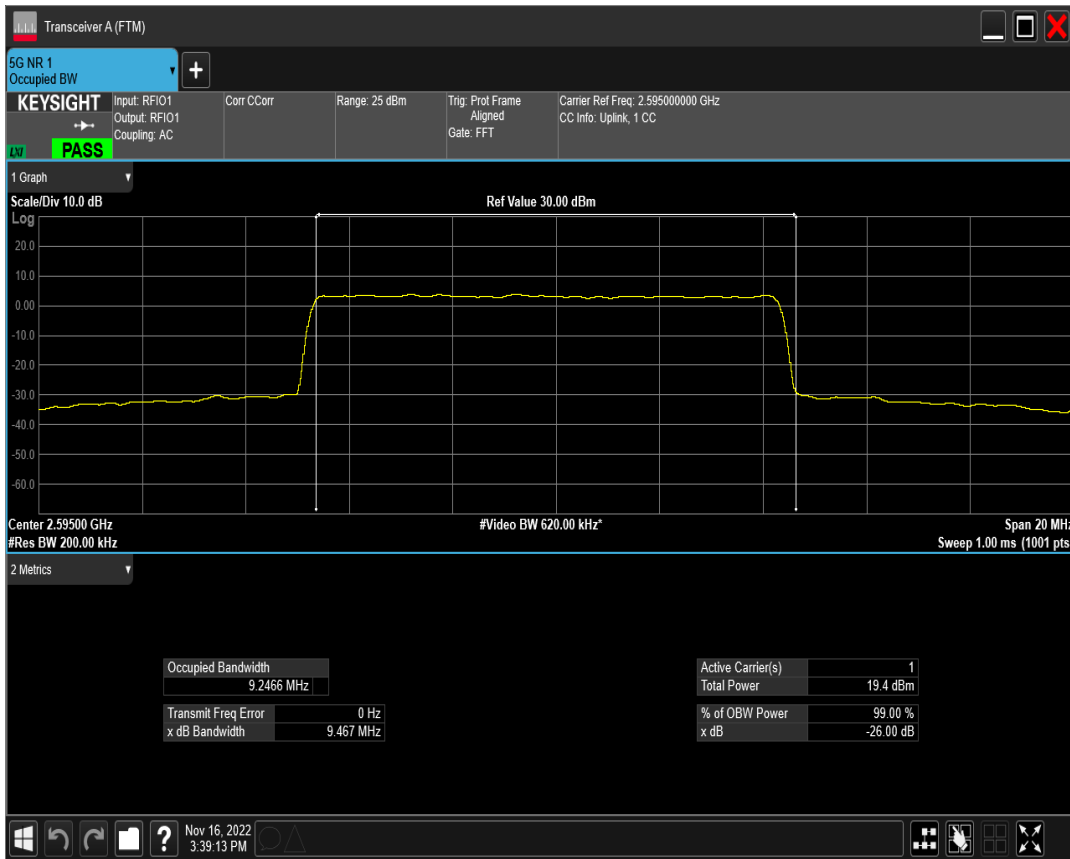 Transceiver A (FTM)
5G NR 1
Occupied BW
+
KEYSIGHT
Input: RFIO1
Output: RFIO1
Coupling: AC
LXI
PASS
Corr CCorr
Range: 25 dBm
Trig: Prot Frame
Aligned
Gate: FFT
Carrier Ref Freq: 2.595000000 GHz
CC Info: Uplink, 1 CC
1 Graph
Scale/Div 10.0 dB
Ref Value 30.00 dBm
Log
20.0
10.0
0.00
-10.0
-20.0
-30.0
-40.0
-50.0
-60.0
Center 2.59500 GHz
#Video BW 620.00 kHz*
Span 20 MHz
#Res BW 200.00 kHz
Sweep 1.00 ms (1001 pts
2 Metrics
Occupied Bandwidth
9.2466 MHz
Transmit Freq Error 0 Hz
x dB Bandwidth 9.467 MHz
Active Carrier(s) 1
Total Power 19.4 dBm
% of OBW Power 99.00 %
x dB -26.00 dB
?
Nov 16, 2022
3:39:13 PM